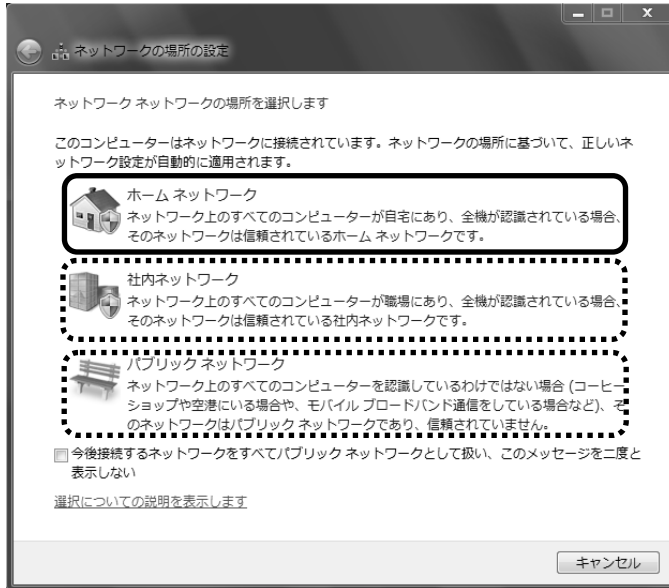 ネットワークの場所の設定
ネットワーク ネットワークの場所を選択します
このコンピューターはネットワークに接続されています。ネットワークの場所に基づいて、正しいネ
ットワーク設定が自動的に適用されます。
ホーム ネットワーク
ネットワーク上のすべてのコンピューターが自宅にあり、全機が認識されている場合、
そのネットワークは信頼されているホーム ネットワークです。
社内ネットワーク
ネットワーク上のすべてのコンピューターが職場にあり、全機が認識されている場合、
そのネットワークは信頼されている社内ネットワークです。
パブリック ネットワーク
ネットワーク上のすべてのコンピューターを認識しているわけではない場合 (コーヒー
ショップや空港にいる場合や、モバイル ブロードバンド通信をしている場合など)、そ
のネットワークはパブリック ネットワークであり、信頼されていません。
今後接続するネットワークをすべてパブリック ネットワークとして扱い、このメッセージを二度と
表示しない
選択についての説明を表示します
キャンセル